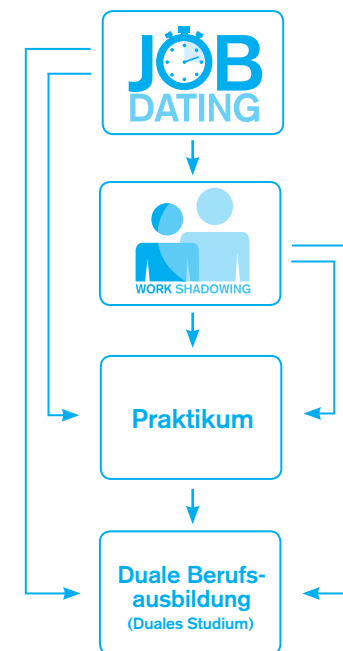 JOB
DATING
WORK SHADOWING
Praktikum
Duale Berufs-
ausbildung
(Duales Studium)